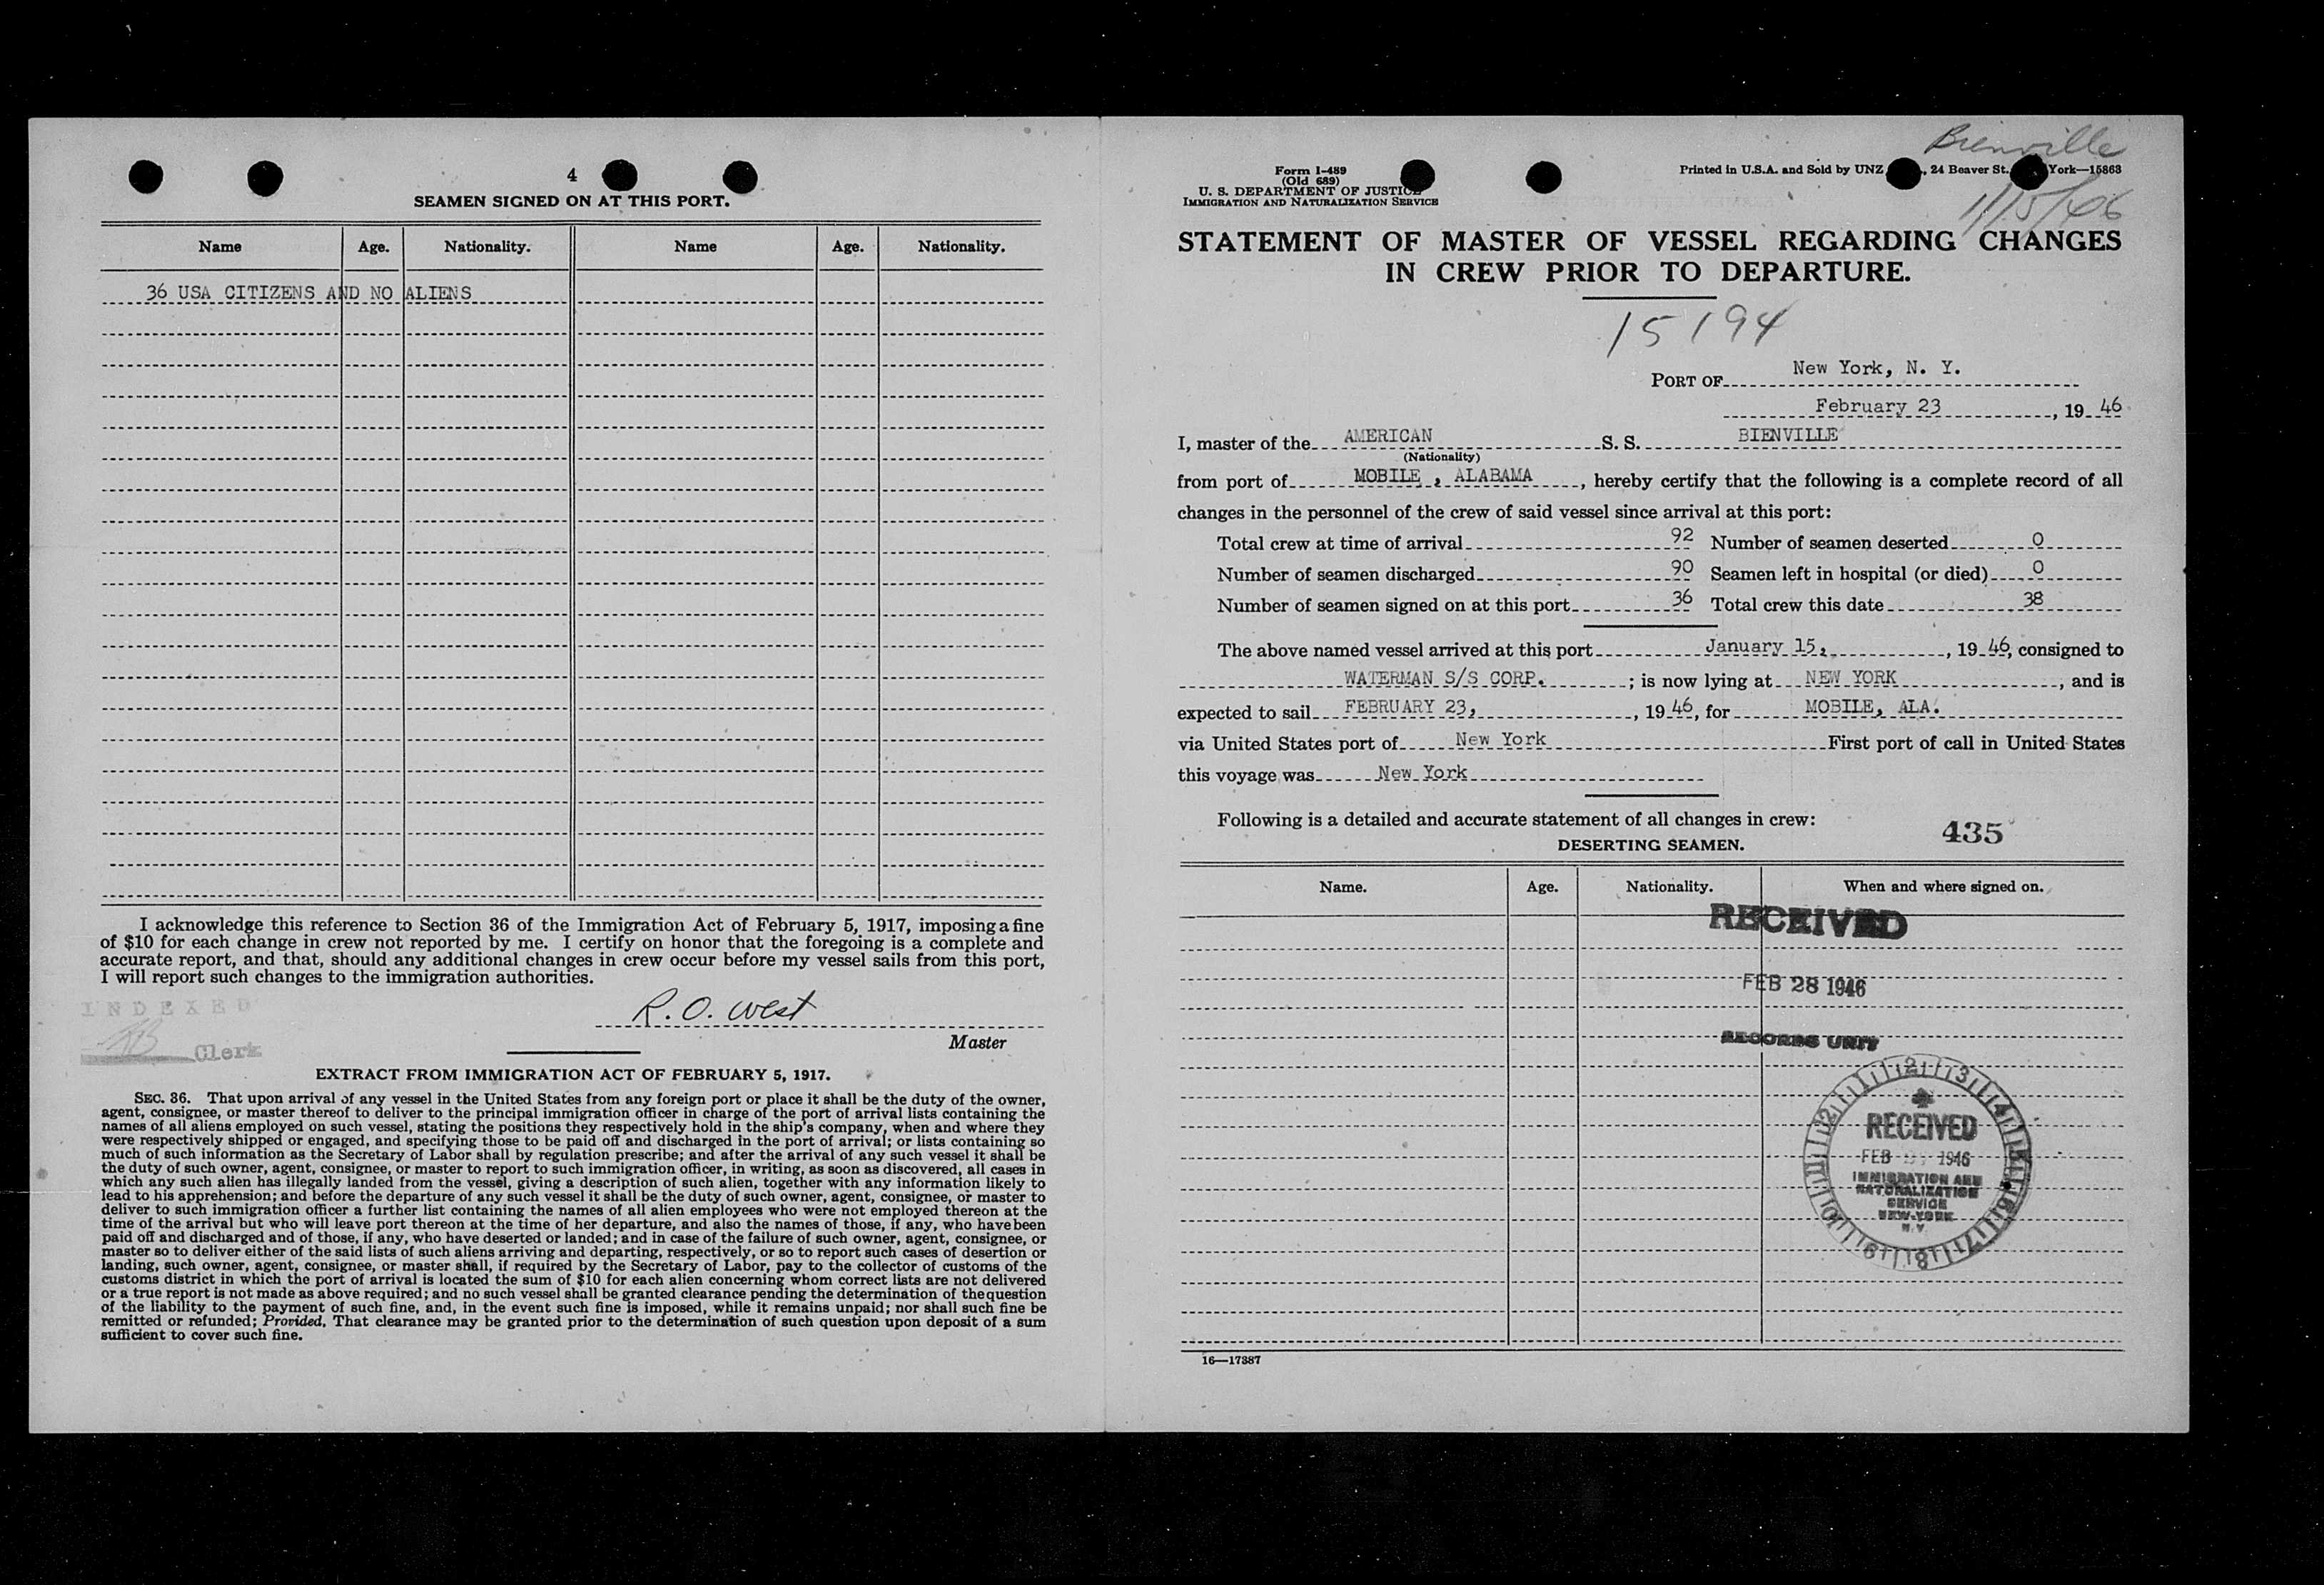 4
SEAMEN SIGNED ON AT THIS PORT.
Name Age. Nationality. Name Age. Nationality.
36 USA CITIZENS AND NO ALIENS
I acknowledge this reference to Section 36 of the Immigration Act of February 5, 1917, imposing a fine
of $10 for each change in crew not reported by me. I certify on honor that the foregoing is a complete and
accurate report, and that, should any additional changes in crew occur before my vessel sails from this port,
I will report such changes to the immigration authorities.
INDEXED
Clerk
R. O. West
Master
EXTRACT FROM IMMIGRATION ACT OF FEBRUARY 5, 1917.
SEC. 36. That upon arrival of any vessel in the United States from any foreign port or place it shall be the duty of the owner,
agent, consignee, or master thereof to deliver to the principal immigration officer in charge of the port of arrival lists containing the
names of all aliens employed on such vessel, stating the positions they respectively hold in the ship's company, when and where they
were respectively shipped or engaged, and specifying those to be paid off and discharged in the port of arrival; or lists containing so
much of such information as the Secretary of Labor shall by regulation prescribe; and after the arrival of any such vessel it shall be
the duty of such owner, agent, consignee, or master to report to such immigration officer, in writing, as soon as discovered, all cases in
which any such alien has illegally landed from the vessel, giving a description of such alien, together with any information likely to
lead to his apprehension; and before the departure of any such vessel it shall be the duty of such owner, agent, consignee, or master to
deliver to such immigration officer a further list containing the names of all alien employees who were not employed thereon at the
time of the arrival but who will leave port thereon at the time of her departure, and also the names of those, if any, who have been
paid off and discharged and of those, if any, who have deserted or landed; and in case of the failure of such owner, agent, consignee, or
master so to deliver either of the said lists of such aliens arriving and departing, respectively, or so to report such cases of desertion or
landing, such owner, agent, consignee, or master shall, if required by the Secretary of Labor, pay to the collector of customs of the
customs district in which the port of arrival is located the sum of $10 for each alien concerning whom correct lists are not delivered
or a true report is not made as above required; and no such vessel shall be granted clearance pending the determination of the question
of the liability to the payment of such fine, and, in the event such fine is imposed, while it remains unpaid; nor shall such fine be
remitted or refunded; Provided, That clearance may be granted prior to the determination of such question upon deposit of a sum
sufficient to cover such fine.
Bienville
1/15/46
Form I-489
(Old 689)
U. S. DEPARTMENT OF JUSTICE
IMMIGRATION AND NATURALIZATION SERVICE
Printed in U.S.A. and Sold by UNZ , 24 Beaver St. York—15863
STATEMENT OF MASTER OF VESSEL REGARDING CHANGES
IN CREW PRIOR TO DEPARTURE.
15194
PORT OF New York, N. Y.
February 23, 19 46
I, master of the AMERICAN S. S. BIENVILLE
(Nationality)
from port of MOBILE , ALABAMA, hereby certify that the following is a complete record of all
changes in the personnel of the crew of said vessel since arrival at this port:
Total crew at time of arrival 92 Number of seamen deserted 0
Number of seamen discharged 90 Seamen left in hospital (or died) 0
Number of seamen signed on at this port 36 Total crew this date 38
The above named vessel arrived at this port January 15, , 19 46, consigned to
WATERMAN S/S CORP. ; is now lying at NEW YORK, and is
expected to sail FEBRUARY 23, , 19 46, for MOBILE, ALA.
via United States port of New York First port of call in United States
this voyage was New York
Following is a detailed and accurate statement of all changes in crew:
435
DESERTING SEAMEN.
Name. Age. Nationality. When and where signed on.
RECEIVED
FEB 28 1946
RECORDS UNIT
12 1 2 3 4 5 6 7 8 9 10 11
RECEIVED
FEB 1946
IMMIGRATION AND
NATURALIZATION
SERVICE
NEW YORK
N. Y.
16—17387